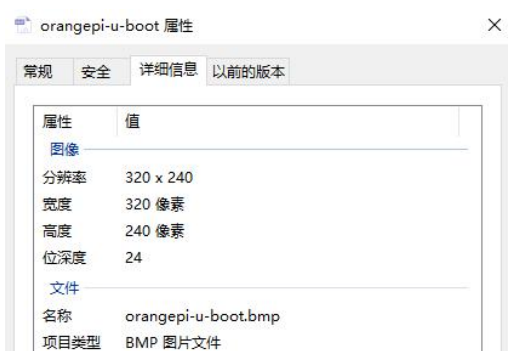 orangepi-u-boot 属性
常规 安全 详细信息 以前的版本
属性 值
图像
分辨率 320 x 240
宽度 320 像素
高度 240 像素
位深度 24
文件
名称 orangepi-u-boot.bmp
项目类型 BMP 图片文件